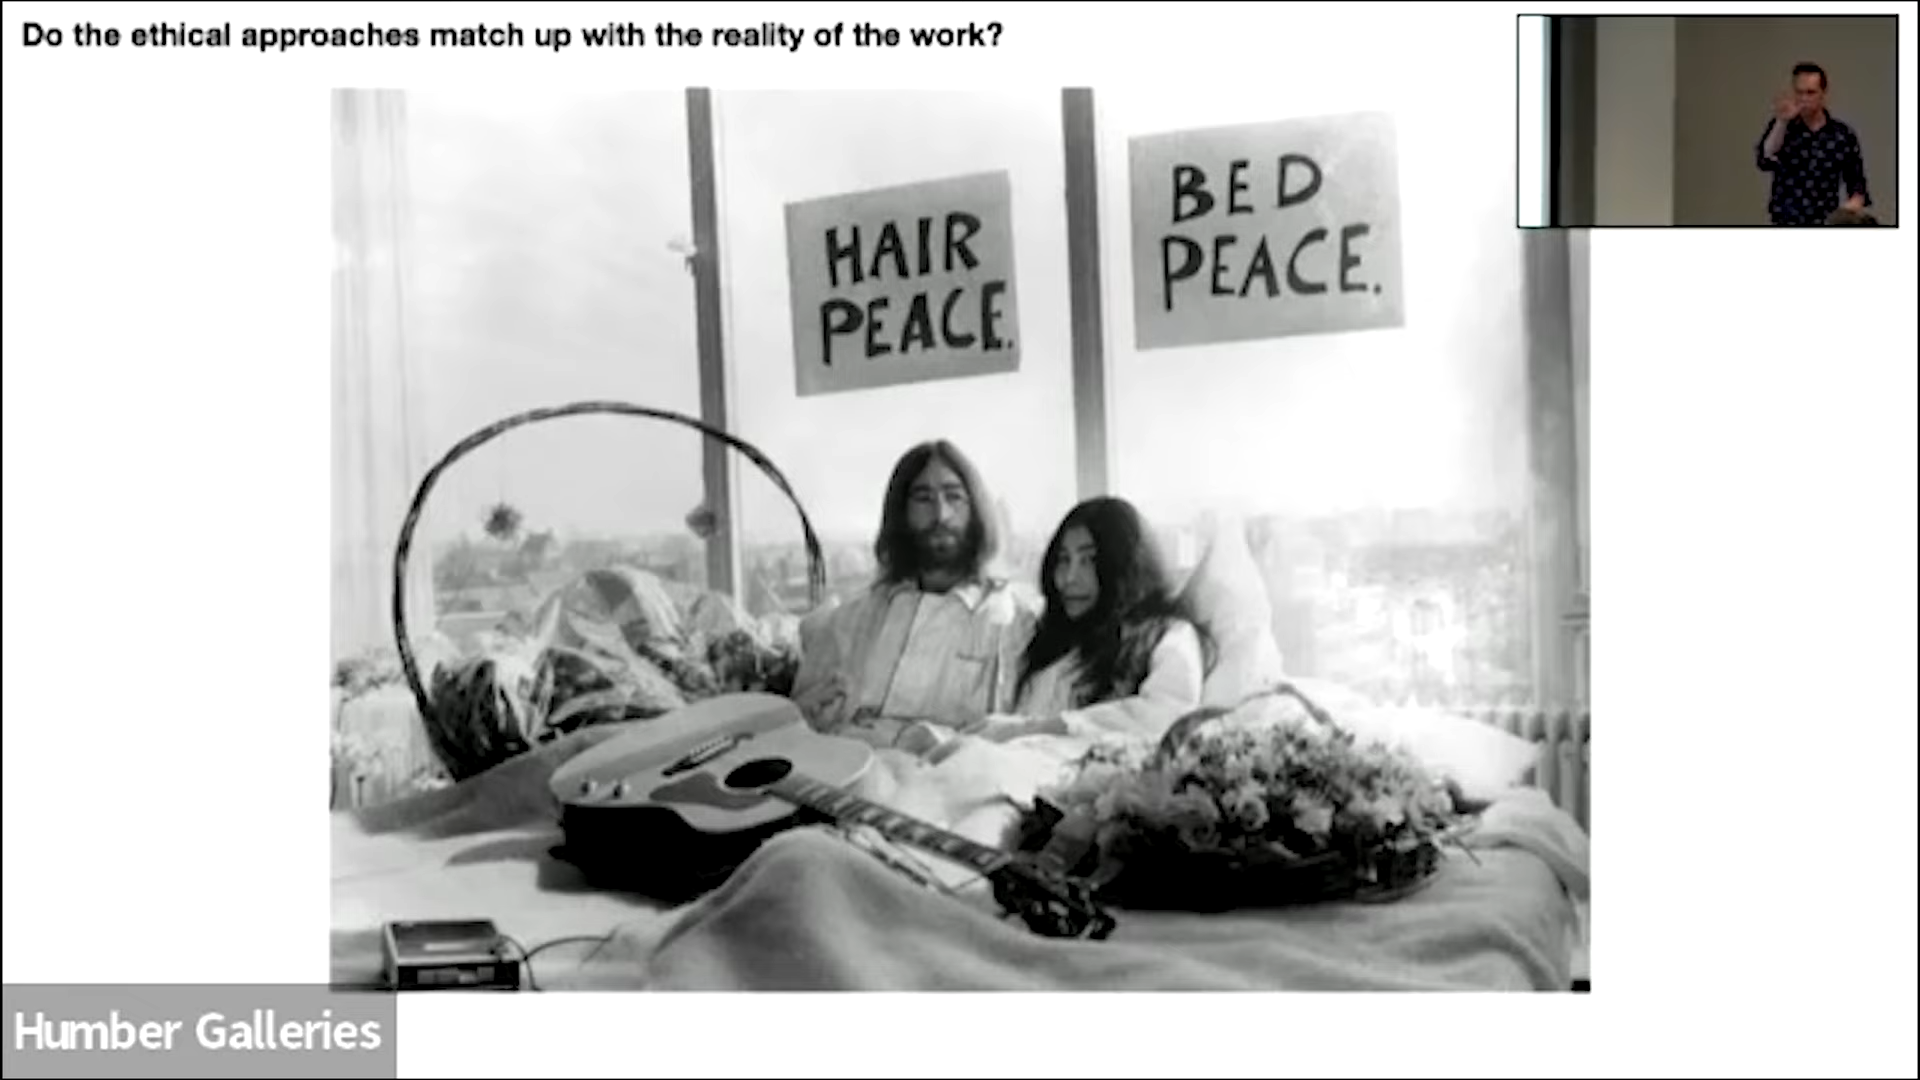 Do the ethical approaches match up with the reality of the work?
HAIR
PEACE.
BED
PEACE.
Humber Galleries